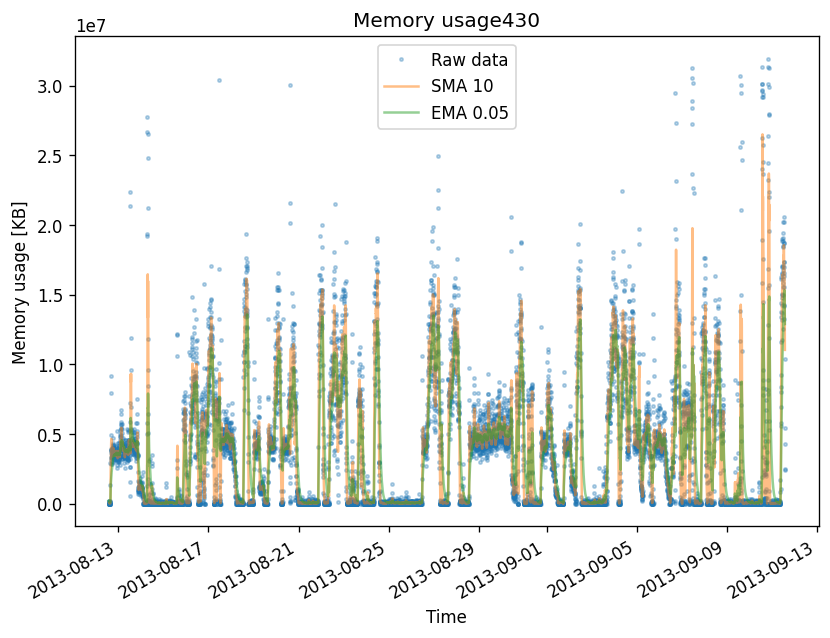 Memory usage430
1e7
Raw data
SMA 10
EMA 0.05
3.0
2.5
2.0
1.5
1.0
0.5
0.0
Memory usage [KB]
2013-08-13
2013-08-17
2013-08-21
2013-08-25
2013-08-29
2013-09-01
2013-09-05
2013-09-09
2013-09-13
Time